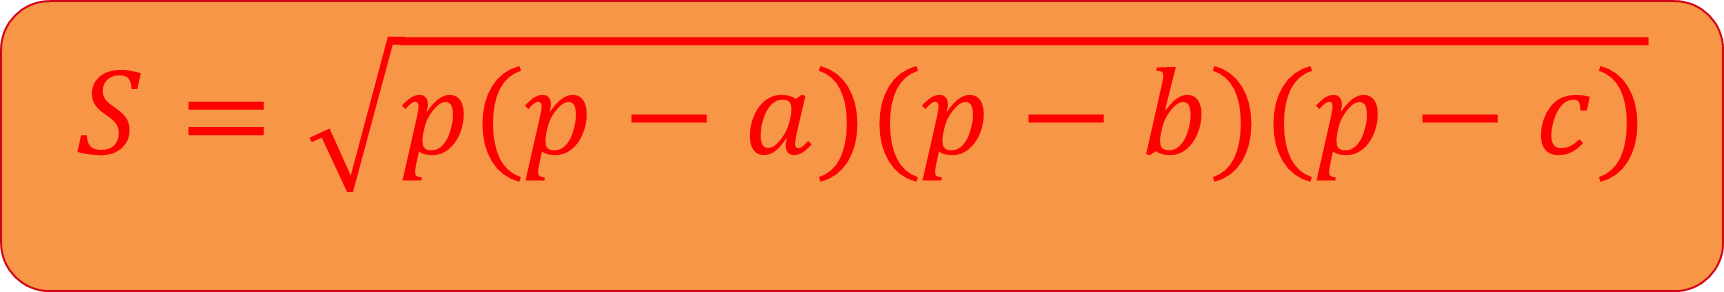 S = √p(p − a)(p − b)(p − c)